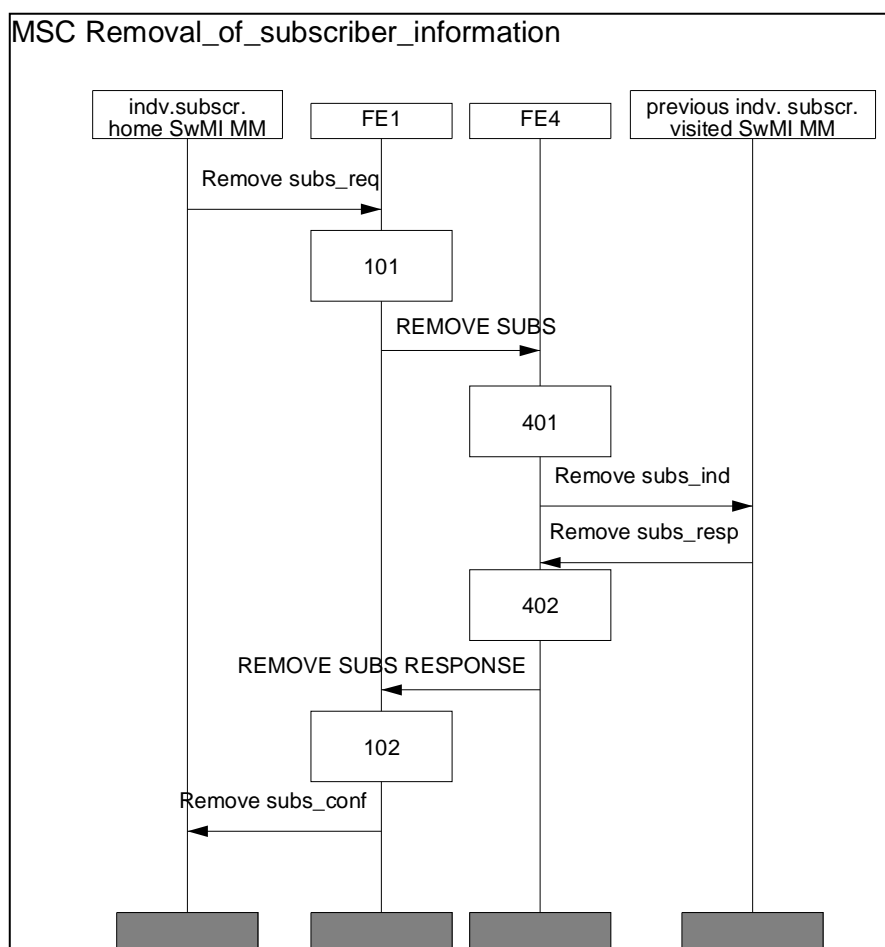 MSC Removal_of_subscriber_information
indv.subscr.
home SwMI MM
FE1
FE4
previous indv. subscr.
visited SwMI MM
Remove subs_req
101
REMOVE SUBS
401
Remove subs_ind
Remove subs_resp
402
REMOVE SUBS RESPONSE
102
Remove subs_conf